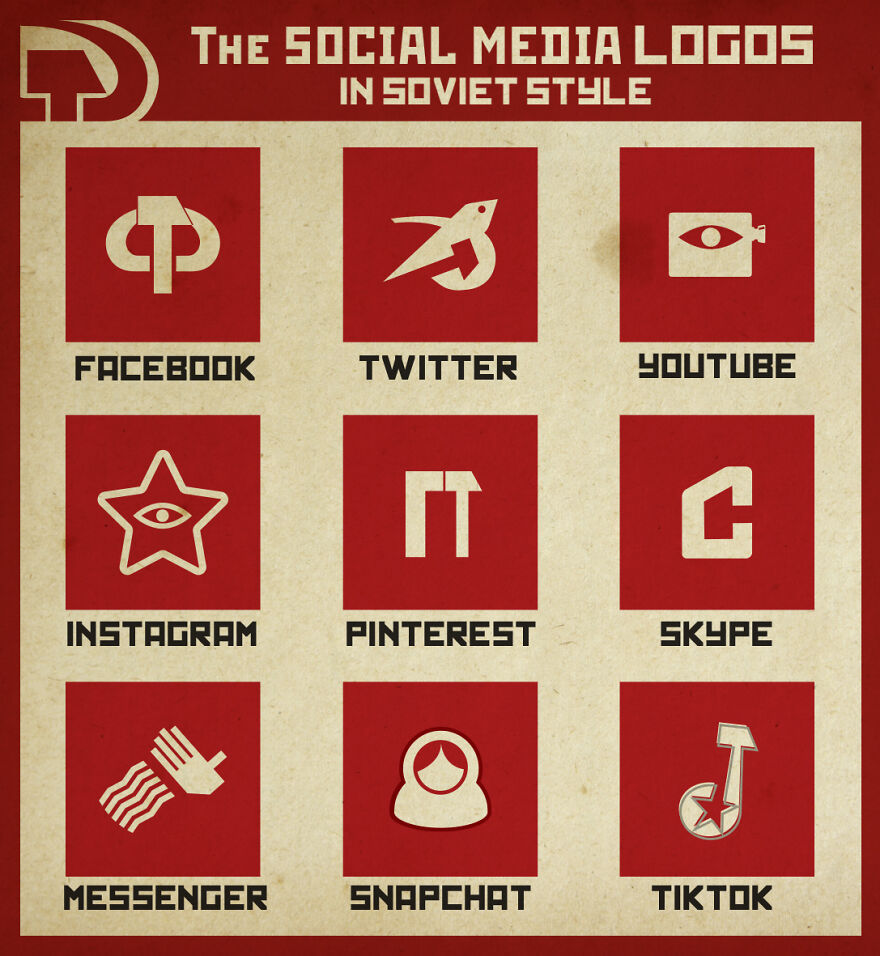 THE SOCIAL MEDIA LOGOS
IN SOVIET STYLE
FACEBOOK
TWITTER
YOUTUBE
INSTAGRAM
PINTEREST
SKYPE
MESSENGER
SNAPCHAT
TIKTOK